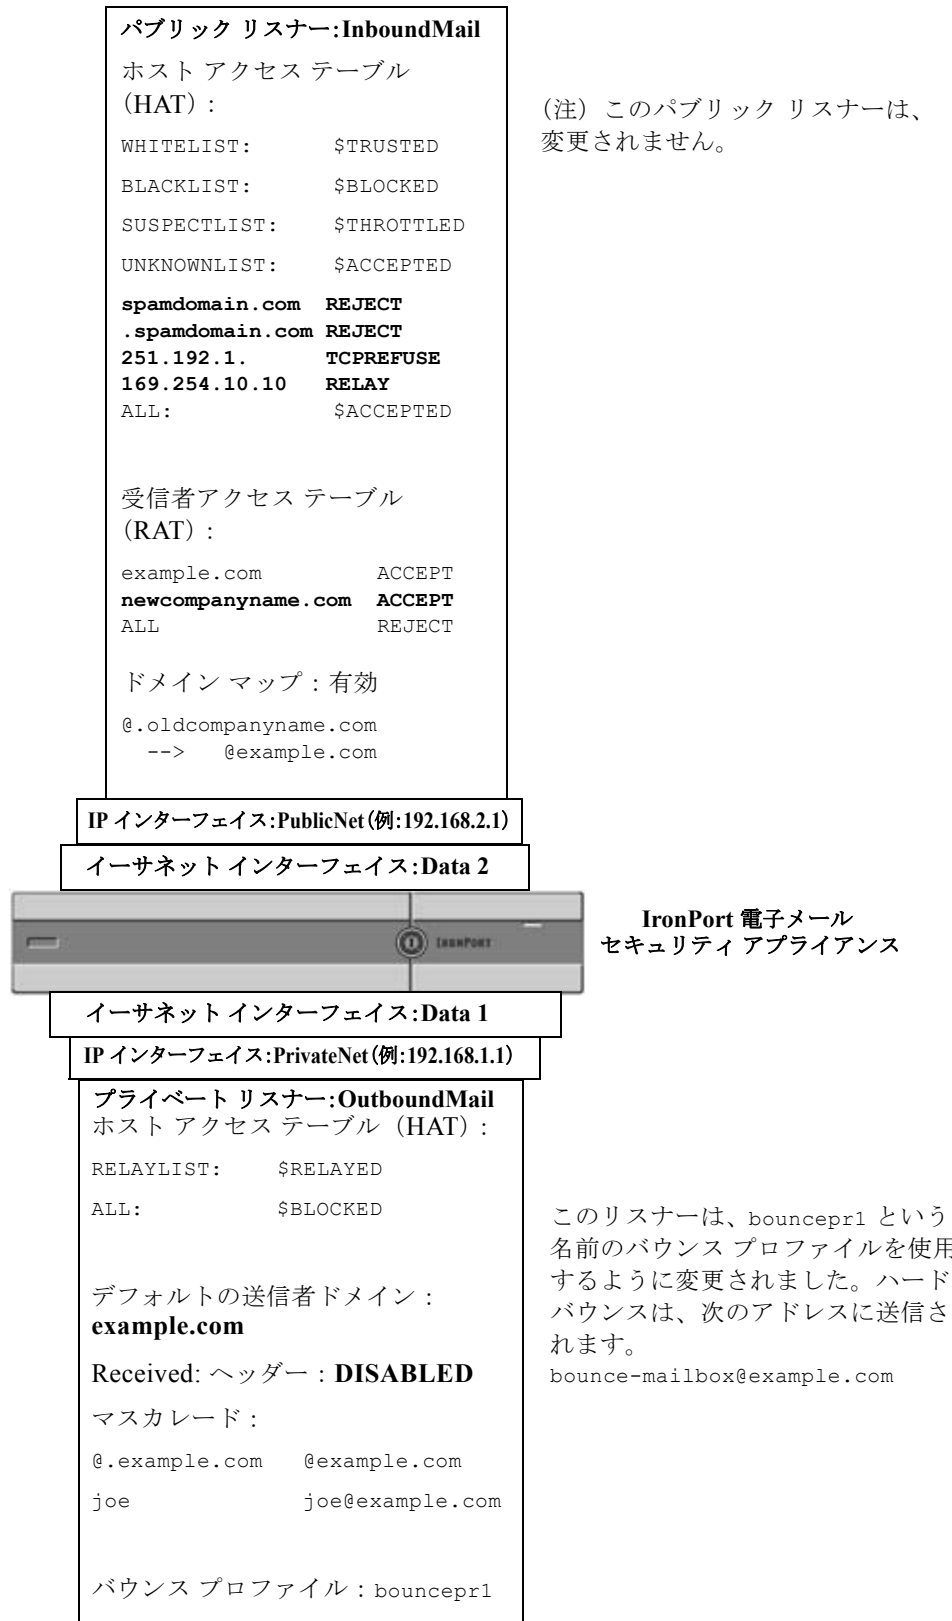 パブリック リスナー:InboundMail
ホスト アクセス テーブル
（HAT）:
WHITELIST: $TRUSTED
BLACKLIST: $BLOCKED
SUSPECTLIST: $THROTTLED
UNKNOWNLIST: $ACCEPTED
spamdomain.com REJECT
.spamdomain.com REJECT
251.192.1. TCPREFUSE
169.254.10.10 RELAY
ALL: $ACCEPTED
受信者アクセス テーブル
（RAT）:
example.com ACCEPT
newcompanyname.com ACCEPT
ALL REJECT
ドメイン マップ：有効
@.oldcompanyname.com
--> @example.com
（注）このパブリック リスナーは、
変更されません。
IP インターフェイス:PublicNet（例:192.168.2.1）
イーサネット インターフェイス:Data 2
IRONPORT
IronPort 電子メール
セキュリティ アプライアンス
イーサネット インターフェイス:Data 1
IP インターフェイス:PrivateNet（例:192.168.1.1）
プライベート リスナー:OutboundMail
ホスト アクセス テーブル（HAT）:
RELAYLIST: $RELAYED
ALL: $BLOCKED
デフォルトの送信者ドメイン：
example.com
Received: ヘッダー：DISABLED
マスカレード：
@.example.com @example.com
joe joe@example.com
バウンス プロファイル：bouncepr1
このリスナーは、bouncepr1 という
名前のバウンス プロファイルを使用
するように変更されました。ハード
バウンスは、次のアドレスに送信さ
れます。
bounce-mailbox@example.com